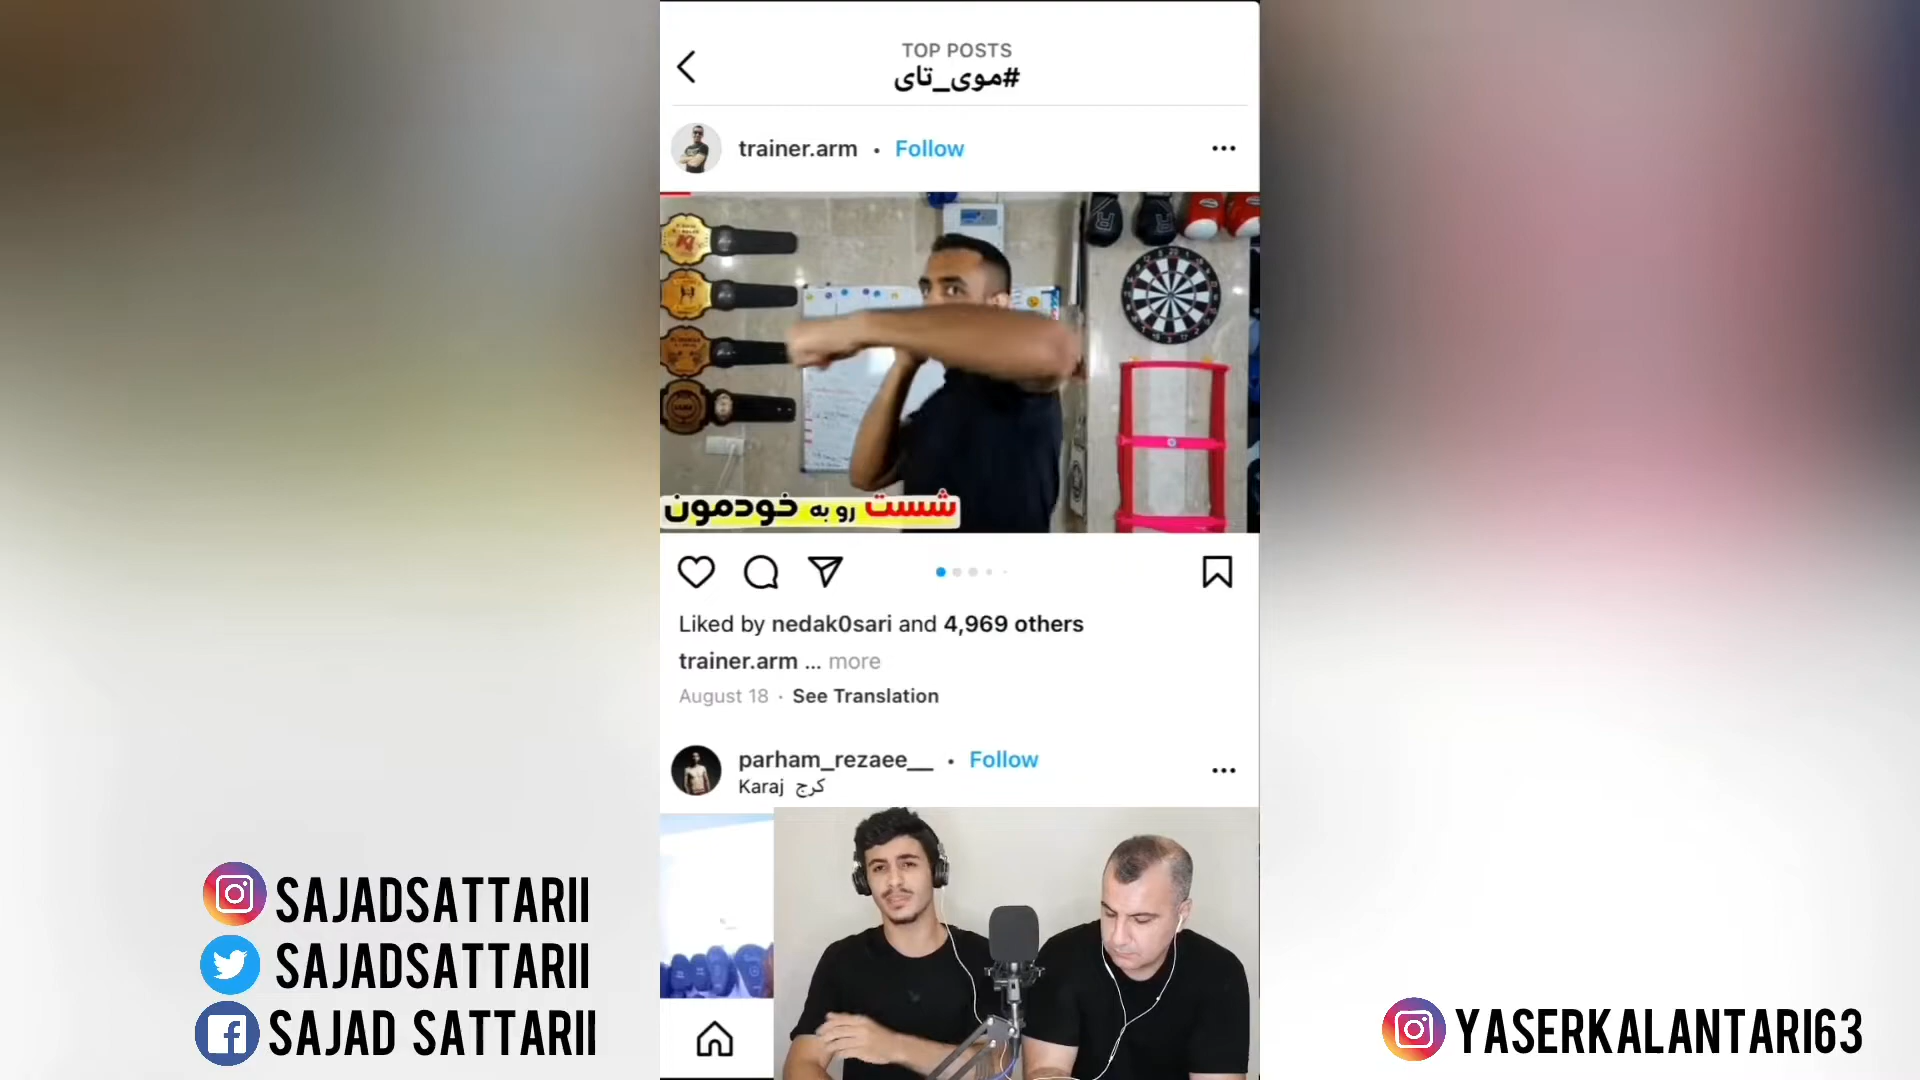 TOP POSTS
#موی_تای
trainer.arm • Follow
شست رو به خودمون
Liked by nedak0sari and 4,969 others
trainer.arm ... more
August 18 · See Translation
parham_rezaee__ • Follow
Karaj کرج
SAJADSATTARII
SAJADSATTARII
SAJAD SATTARII
YASERKALANTARI63